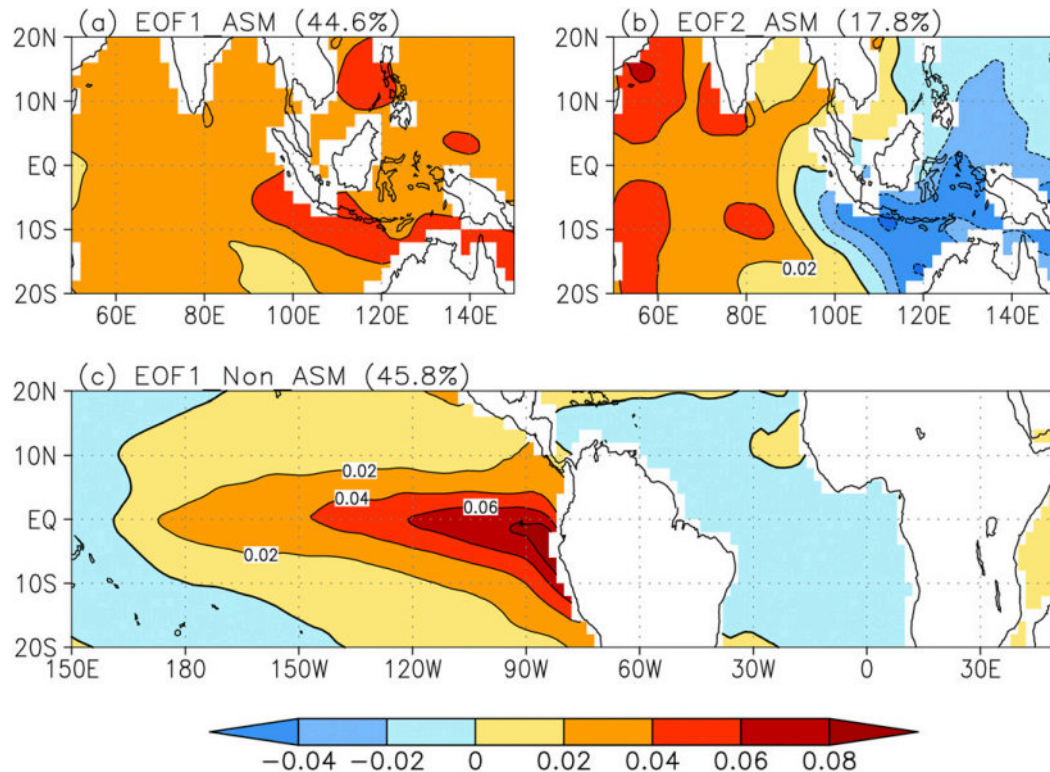 (a) EOF1_ASM (44.6%)
(b) EOF2_ASM (17.8%)
20N
10N
EQ
10S
20S
60E 80E 100E 120E 140E
20N
10N
EQ
10S
20S
0.02
60E 80E 100E 120E 140E
(c) EOF1_Non_ASM (45.8%)
20N
10N
EQ
10S
20S
0.02
0.04
0.06
0.02
150E 180 150W 120W 90W 60W 30W 0 30E
−0.04 −0.02 0 0.02 0.04 0.06 0.08